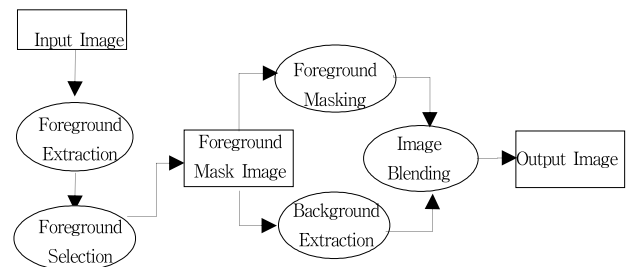 Input Image
Foreground
Extraction
Foreground
Selection
Foreground
Mask Image
Foreground
Masking
Background
Extraction
Image
Blending
Output Image